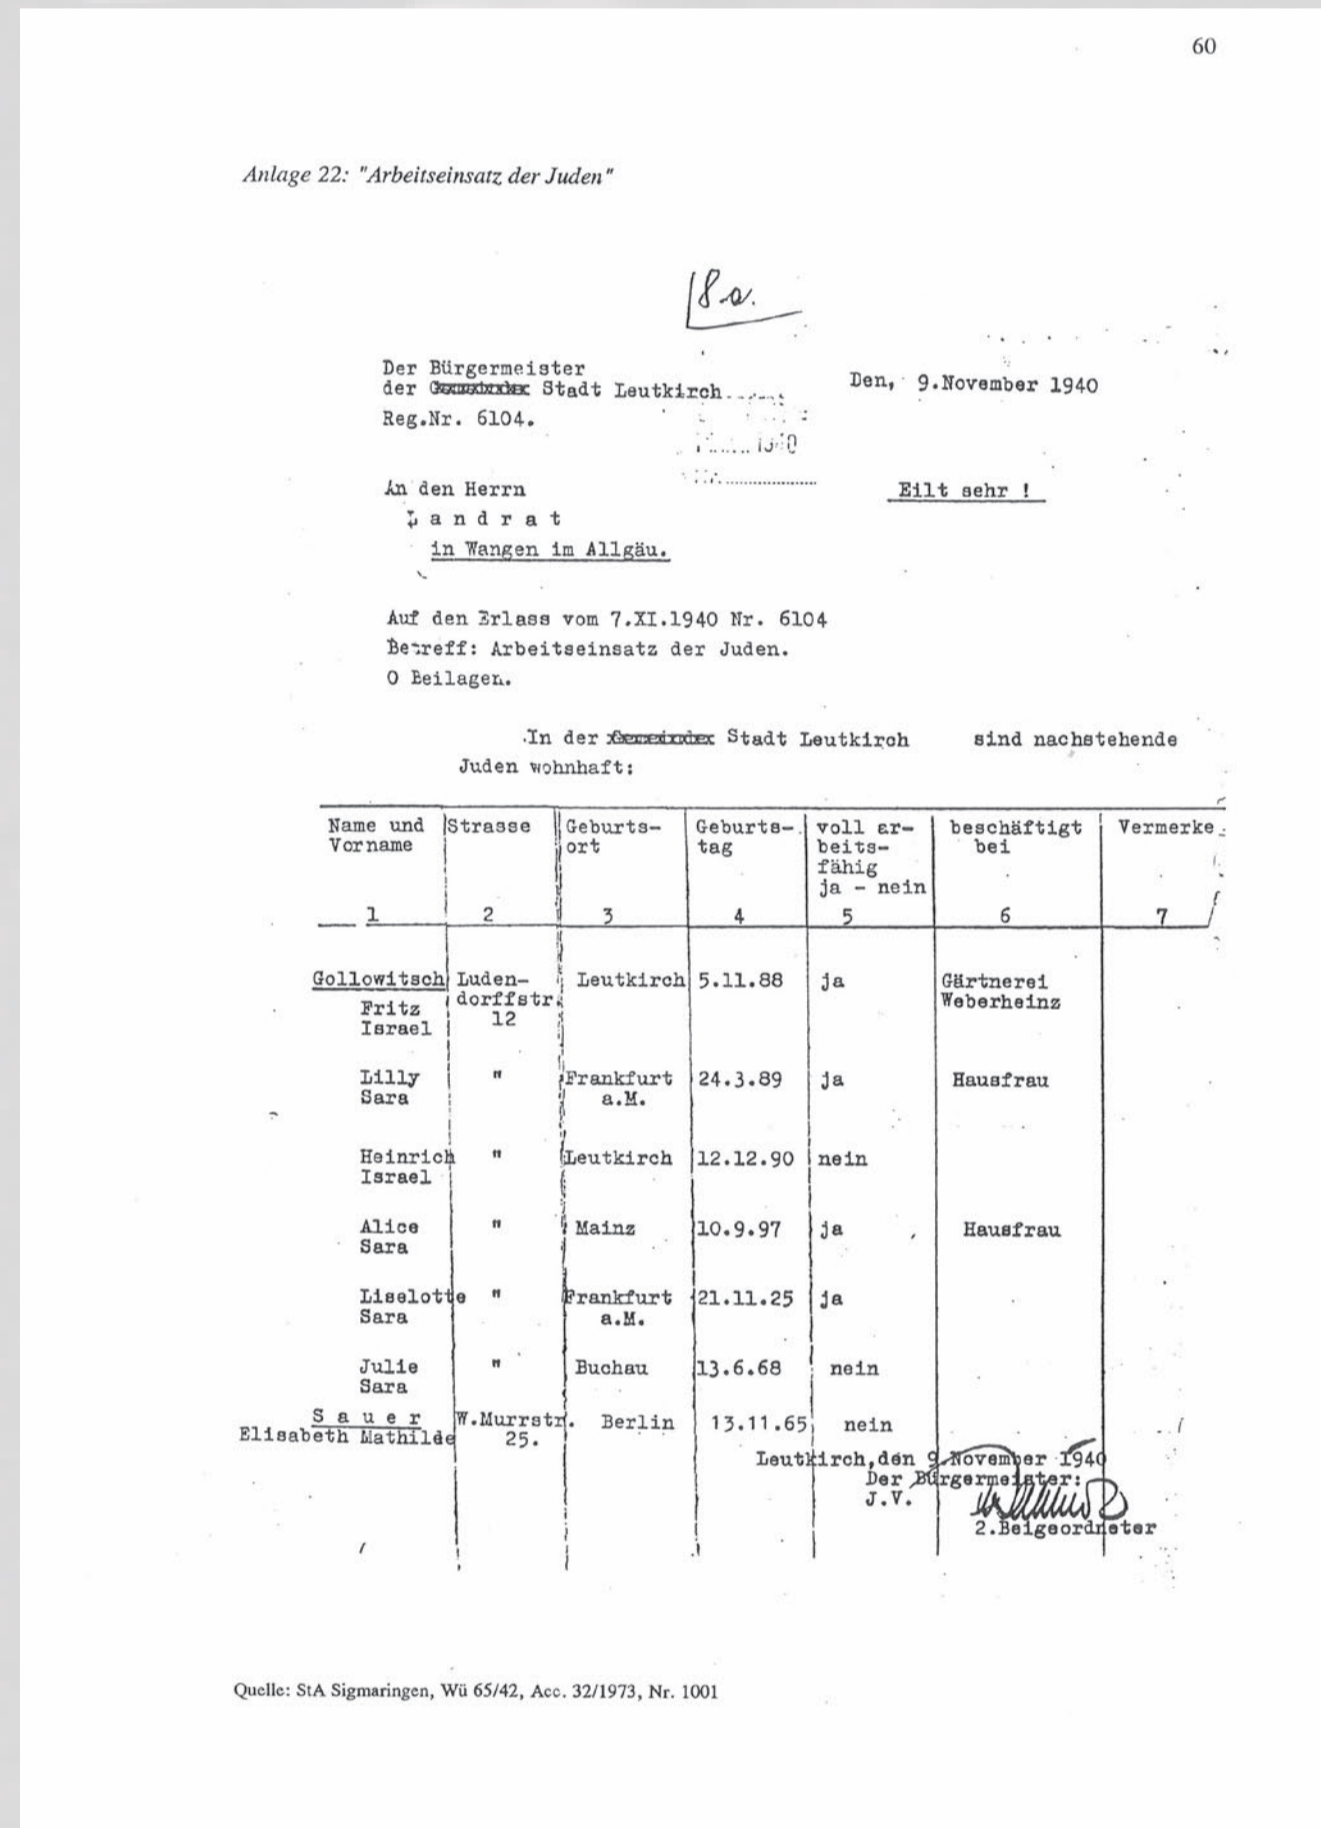 60
Anlage 22: "Arbeitseinsatz der Juden"
18a.
Der Bürgermeister
der Gemeinde Stadt Leutkirch
Den, 9.November 1940
Reg.Nr. 6104.
An den Herrn
Eilt sehr !
L a n d r a t
in Wangen im Allgäu.
Auf den Erlass vom 7.XI.1940 Nr. 6104
Betreff: Arbeitseinsatz der Juden.
0 Beilagen.
In der Gemeinde Stadt Leutkirch sind nachstehende
Juden wohnhaft:
Name und Strasse Geburts- Geburts- voll ar- beschäftigt Vermerke
Vorname ort tag beits- bei
fähig
ja - nein
1 2 3 4 5 6 7
Gollowitsch Luden- Leutkirch 5.11.88 ja Gärtnerei
Fritz dorffstr. Weberheinz
Israel 12
Lilly " Frankfurt 24.3.89 ja Hausfrau
Sara a.M.
Heinrich " Leutkirch 12.12.90 nein
Israel
Alice " Mainz 10.9.97 ja Hausfrau
Sara
Liselotte " Frankfurt 21.11.25 ja
Sara a.M.
Julie " Buchau 13.6.68 nein
Sara
S a u e r W.Murrstr. Berlin 13.11.65 nein
Elisabeth Mathilde 25.
Leutkirch,den 9.November 1940
Der Bürgermeister:
J.V.
2.Beigeordneter
Quelle: StA Sigmaringen, Wü 65/42, Acc. 32/1973, Nr. 1001